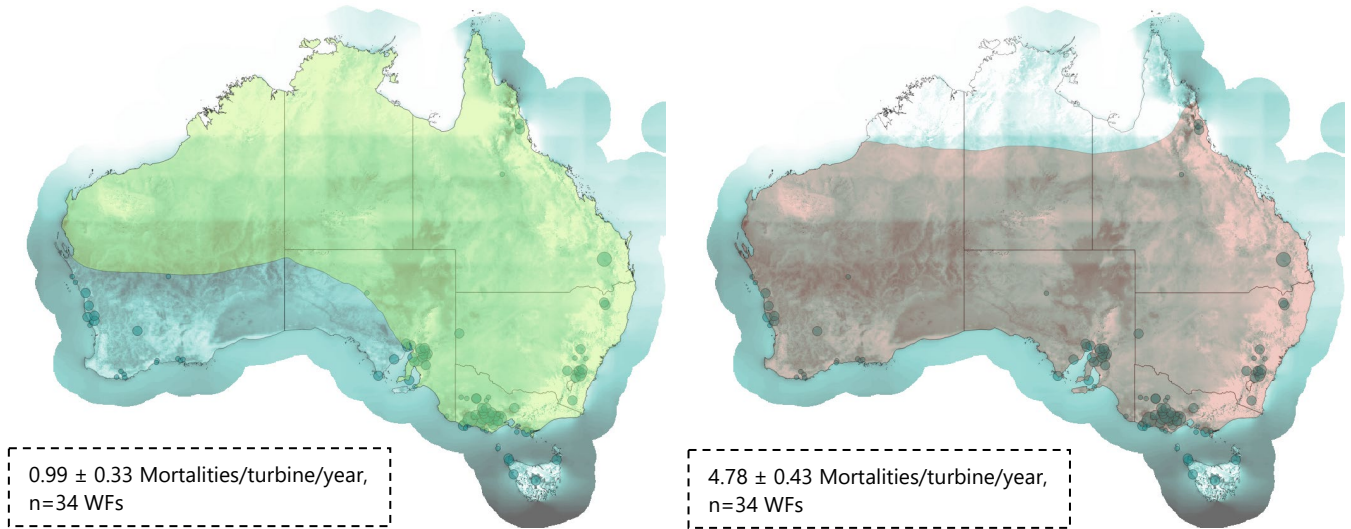 0.99 ± 0.33 Mortalities/turbine/year,
n=34 WFs
4.78 ± 0.43 Mortalities/turbine/year,
n=34 WFs